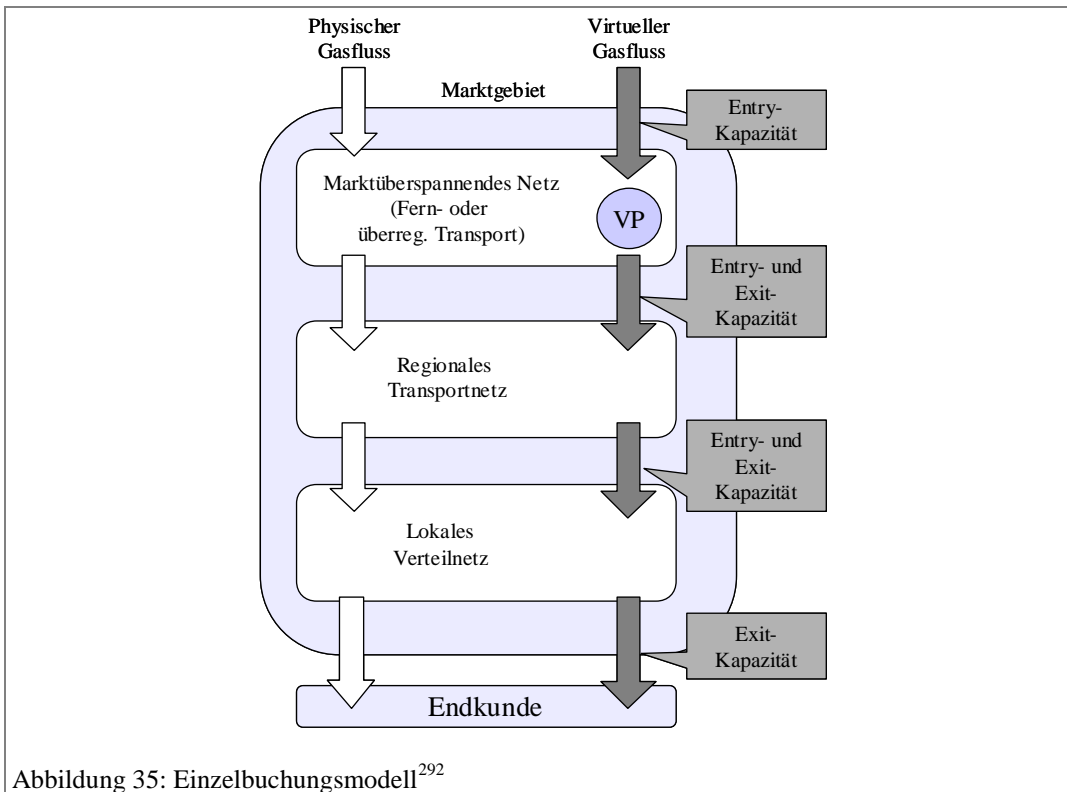 Physischer
Gasfluss
Virtueller
Gasfluss
Marktgebiet
Entry-
Kapazität
Marktüberspannendes Netz
(Fern- oder
überreg. Transport)
VP
Entry- und
Exit-
Kapazität
Regionales
Transportnetz
Entry- und
Exit-
Kapazität
Lokales
Verteilnetz
Exit-
Kapazität
Endkunde
Abbildung 35: Einzelbuchungsmodell²⁹²